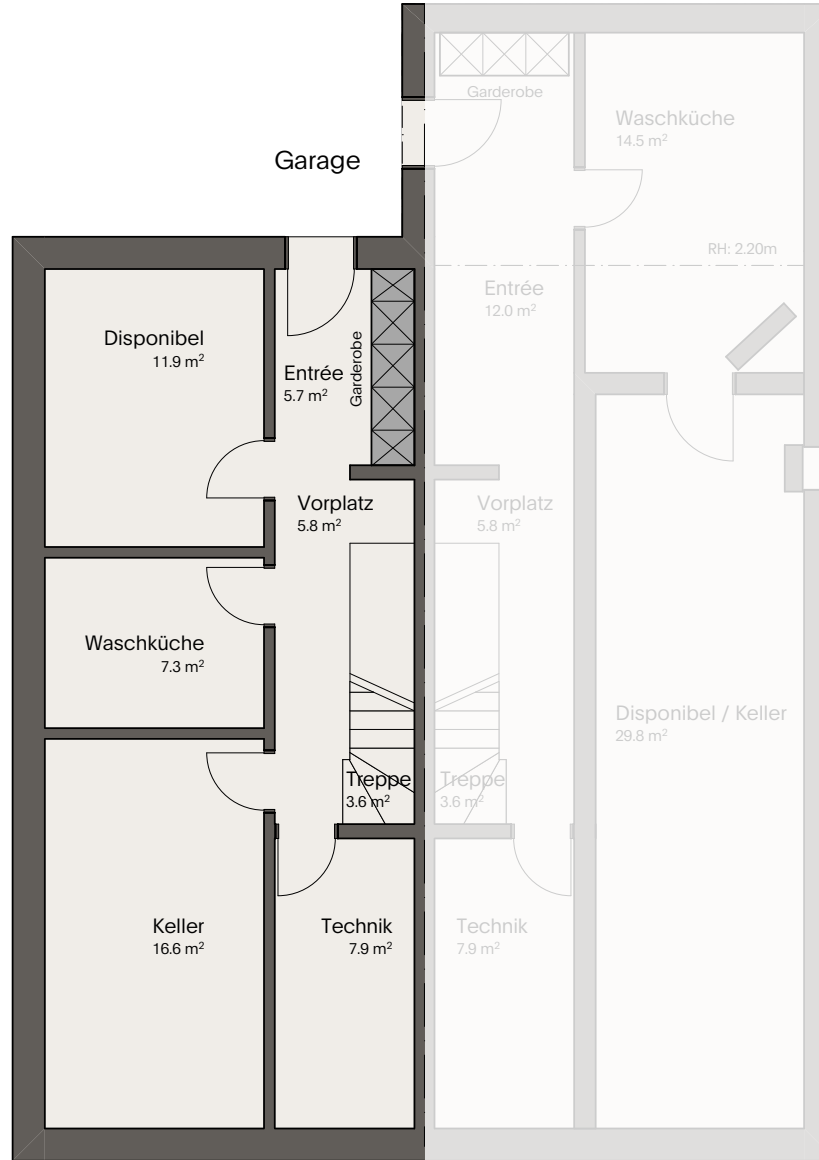 Garage
Disponibel
11.9 m²
Entrée
5.7 m²
Garderobe
Vorplatz
5.8 m²
Waschküche
7.3 m²
Treppe
3.6 m²
Keller
16.6 m²
Technik
7.9 m²
Garderobe
Waschküche
14.5 m²
RH: 2.20m
Entrée
12.0 m²
Vorplatz
5.8 m²
Disponibel / Keller
29.8 m²
Treppe
3.6 m²
Technik
7.9 m²